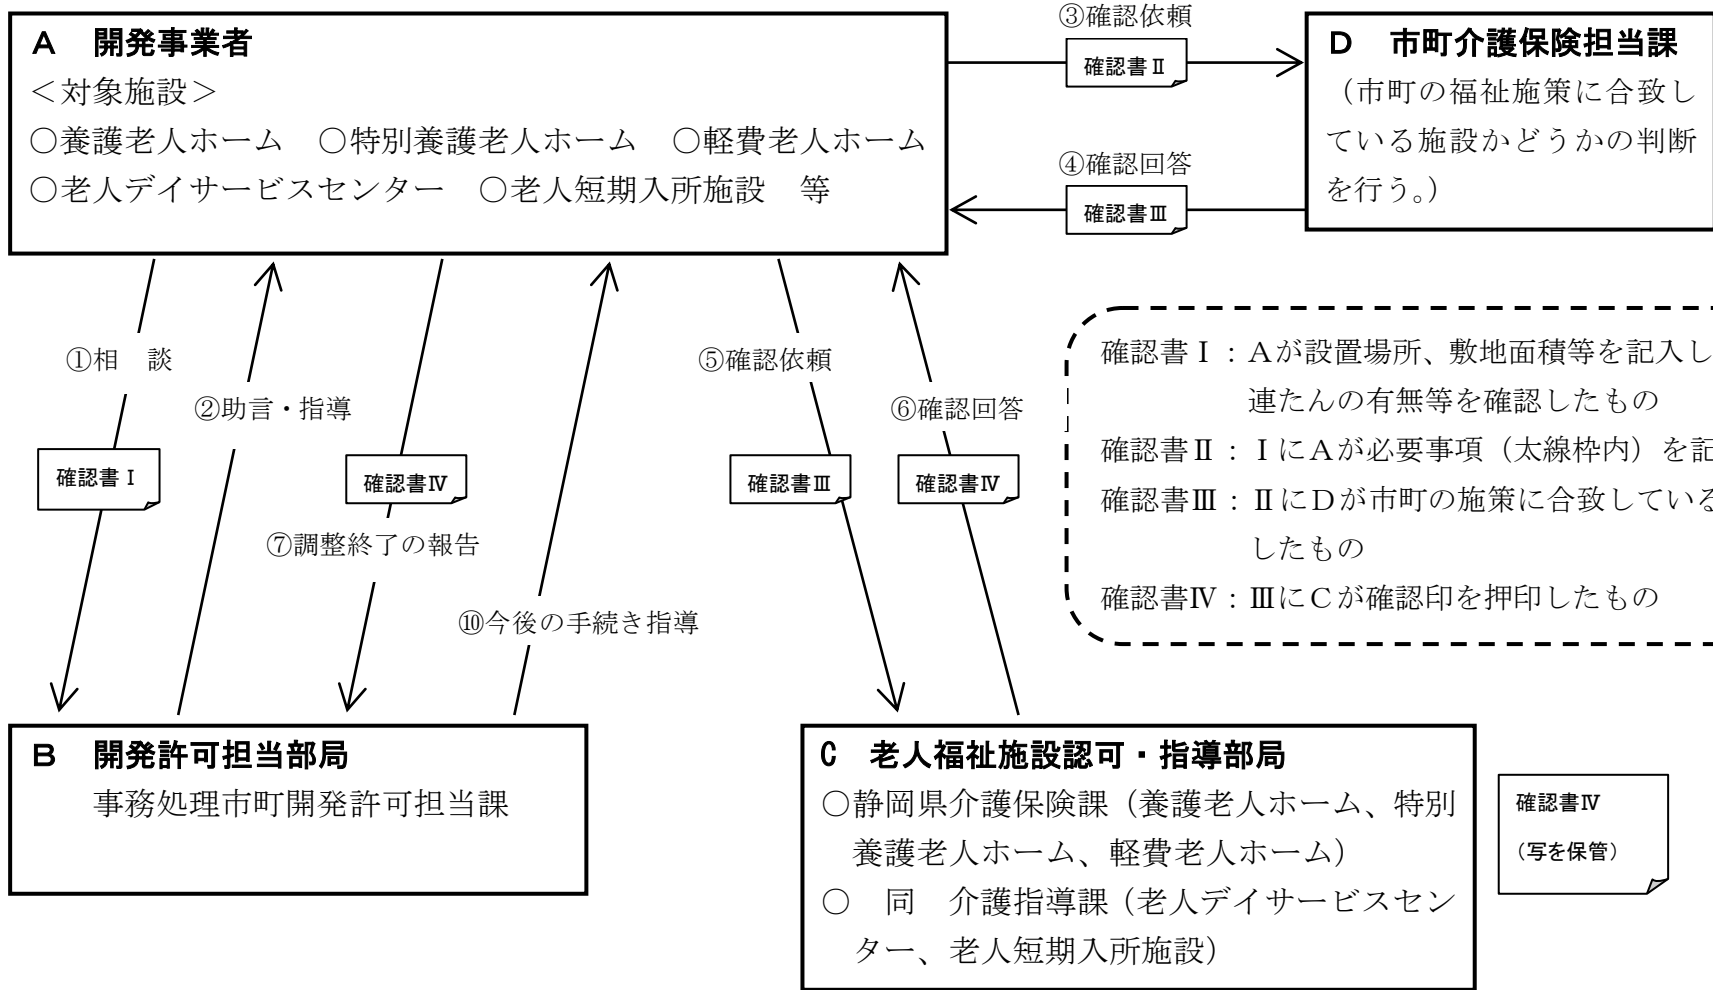 A　開発事業者
＜対象施設＞
○養護老人ホーム　○特別養護老人ホーム　○軽費老人ホーム
○老人デイサービスセンター　○老人短期入所施設　等
③確認依頼
確認書Ⅱ
④確認回答
確認書Ⅲ
D　市町介護保険担当課
（市町の福祉施策に合致し
ている施設かどうかの判断
を行う。）
①相　談
確認書Ⅰ
②助言・指導
確認書Ⅳ
⑦調整終了の報告
⑩今後の手続き指導
⑤確認依頼
確認書Ⅲ
⑥確認回答
確認書Ⅳ
確認書Ⅰ：Aが設置場所、敷地面積等を記入し
連たんの有無等を確認したもの
確認書Ⅱ：ⅠにAが必要事項（太線枠内）を記
確認書Ⅲ：ⅡにDが市町の施策に合致している
したもの
確認書Ⅳ：ⅢにCが確認印を押印したもの
B　開発許可担当部局
事務処理市町開発許可担当課
C　老人福祉施設認可・指導部局
○静岡県介護保険課（養護老人ホーム、特別
養護老人ホーム、軽費老人ホーム）
○　同　介護指導課（老人デイサービスセン
ター、老人短期入所施設）
確認書Ⅳ
（写を保管）